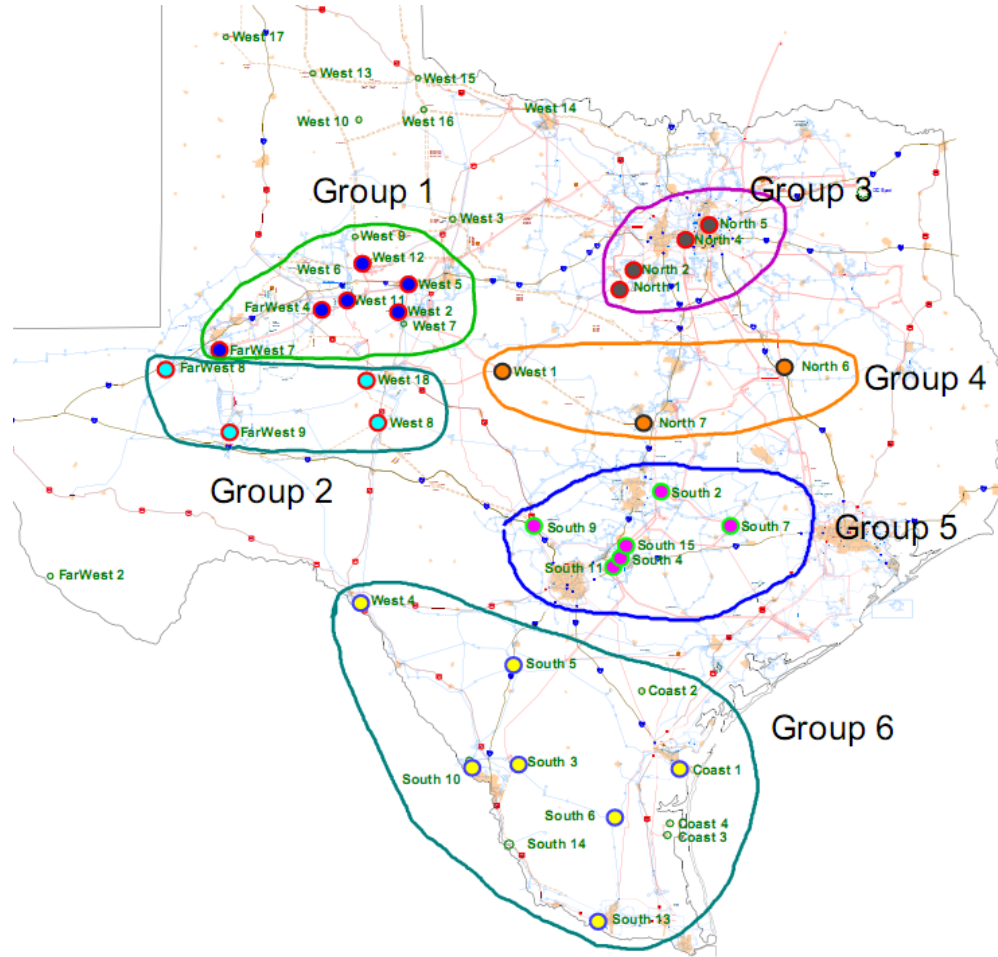 West 17
West 13
West 15
West 10
West 16
West 14
Group 1
Group 3
West 3
North 5
West 9
North 4
West 6
West 12
North 2
West 5
North 1
FarWest 4
West 11
West 2
West 7
FarWest 7
FarWest 8
West 18
West 1
North 6
Group 4
FarWest 9
West 8
North 7
Group 2
South 2
South 9
South 7
Group 5
South 15
South 4
South 11
FarWest 2
West 4
South 5
Coast 2
Group 6
South 3
South 10
Coast 1
South 6
Coast 4
Coast 3
South 14
South 13